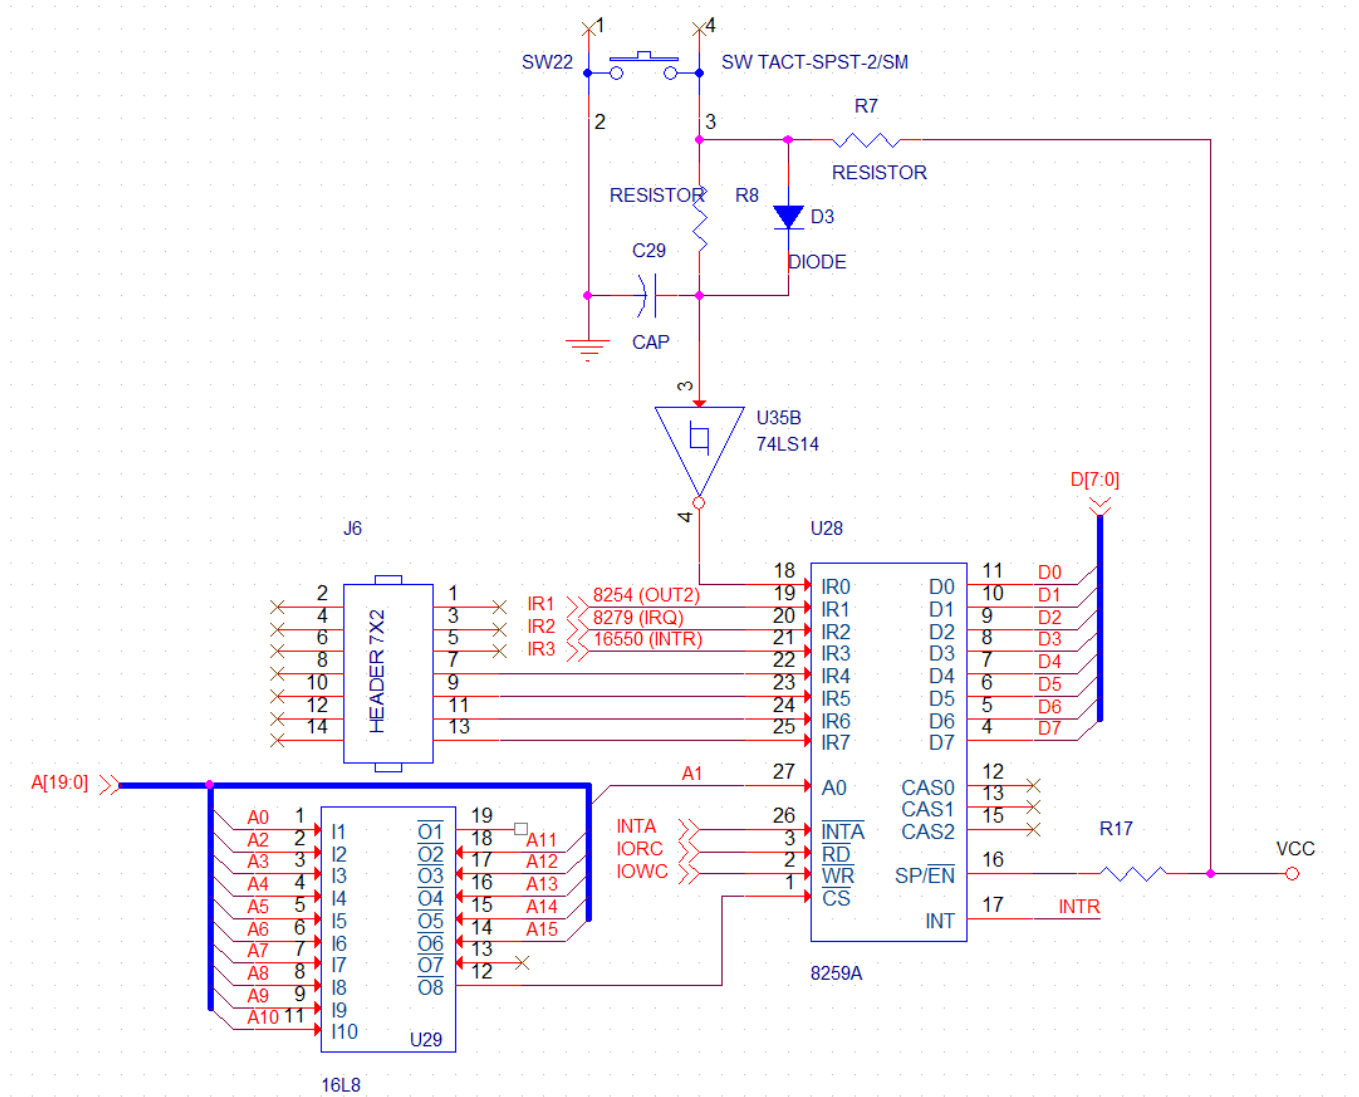 1
4
SW22
SW TACT-SPST-2/SM
2
3
R7
RESISTOR
RESISTOR
R8
D3
C29
DIODE
CAP
3
U35B
74LS14
4
D[7:0]
J6
U28
HEADER 7X2
2
4
6
8
10
12
14
1
3
5
7
9
11
13
IR1
IR2
IR3
8254 (OUT2)
8279 (IRQ)
16550 (INTR)
18
19
20
21
22
23
24
25
IR0
IR1
IR2
IR3
IR4
IR5
IR6
IR7
D0
D1
D2
D3
D4
D5
D6
D7
11
10
9
8
7
6
5
4
D0
D1
D2
D3
D4
D5
D6
D7
A[19:0]
A1
27
A0
INTA
IORC
IOWC
26
3
2
1
INTA
RD
WR
CS
CAS0
CAS1
CAS2
12
13
15
SP/EN
16
R17
VCC
INT
17
INTR
8259A
A0
A2
A3
A4
A5
A6
A7
A8
A9
A10
1
2
3
4
5
6
7
8
9
11
I1
I2
I3
I4
I5
I6
I7
I8
I9
I10
O1
O2
O3
O4
O5
O6
O7
O8
19
18
17
16
15
14
13
12
A11
A12
A13
A14
A15
U29
16L8